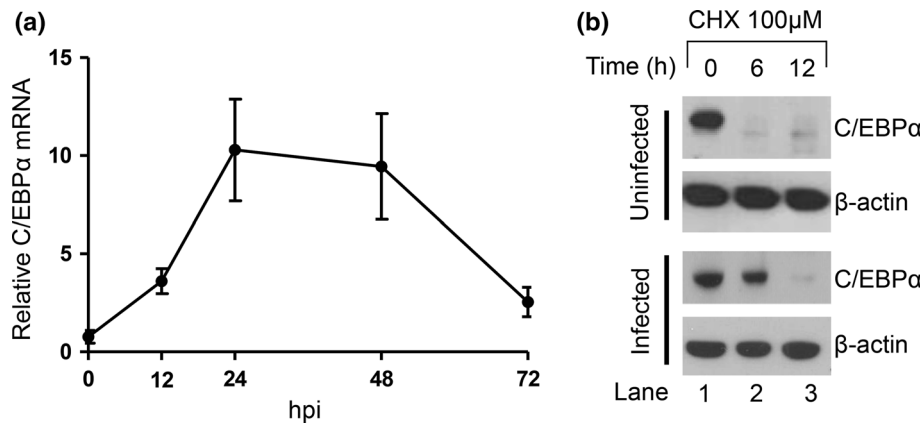 (a)
15
10
5
0
Relative C/EBPα mRNA
0 12 24 48 72
hpi
(b)
CHX 100µM
Time (h) 0 6 12
Uninfected
C/EBPα
β-actin
Infected
C/EBPα
β-actin
Lane 1 2 3